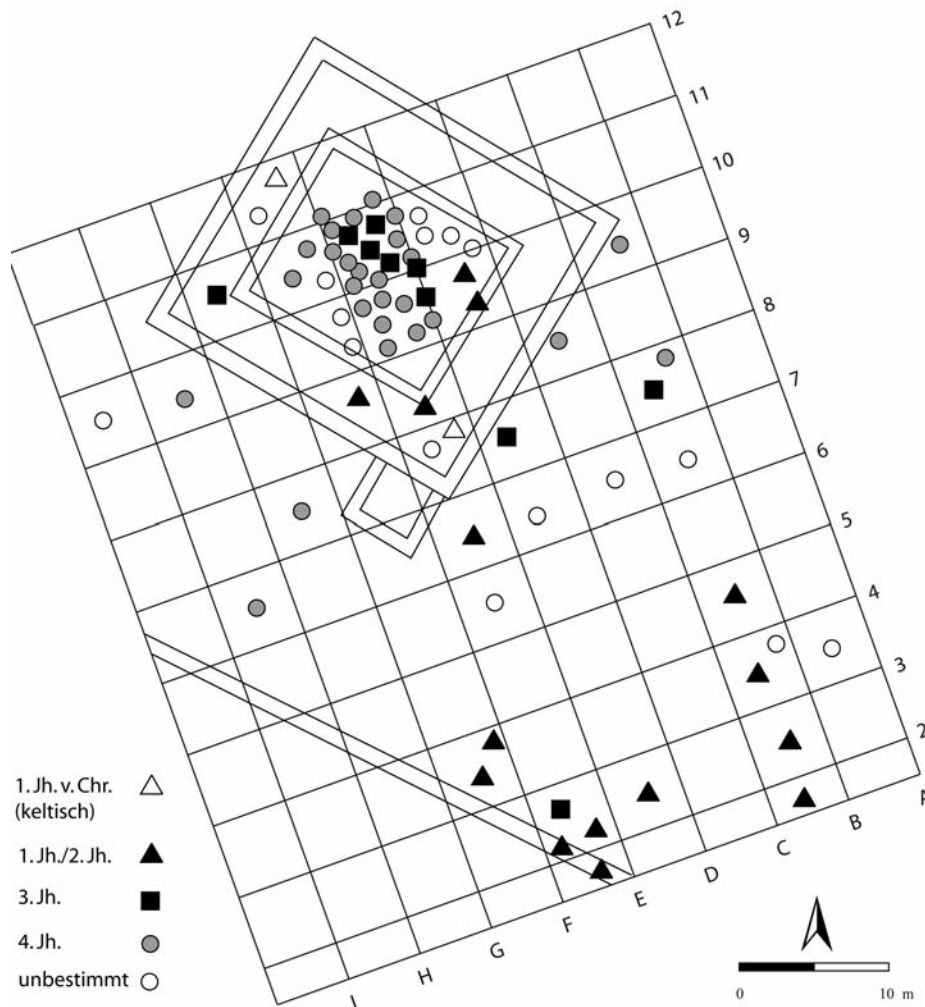 12
11
10
9
8
7
6
5
4
3
2
A
B
C
D
E
F
G
H
I
1. Jh. v. Chr.
(keltisch)
1. Jh./2. Jh.
3. Jh.
4. Jh.
unbestimmt
0 10 m